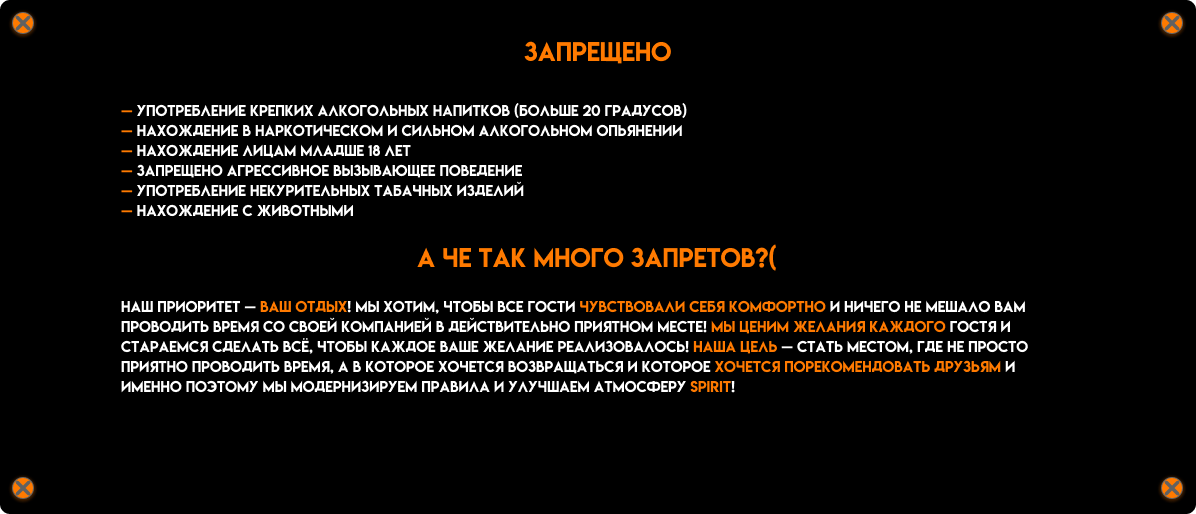 ЗАПРЕЩЕНО
— УПОТРЕБЛЕНИЕ КРЕПКИХ АЛКОГОЛЬНЫХ НАПИТКОВ (БОЛЬШЕ 20 ГРАДУСОВ)
— НАХОЖДЕНИЕ В НАРКОТИЧЕСКОМ И СИЛЬНОМ АЛКОГОЛЬНОМ ОПЬЯНЕНИИ
— НАХОЖДЕНИЕ ЛИЦАМ МЛАДШЕ 18 ЛЕТ
— ЗАПРЕЩЕНО АГРЕССИВНОЕ ВЫЗЫВАЮЩЕЕ ПОВЕДЕНИЕ
— УПОТРЕБЛЕНИЕ НЕКУРИТЕЛЬНЫХ ТАБАЧНЫХ ИЗДЕЛИЙ
— НАХОЖДЕНИЕ С ЖИВОТНЫМИ
А ЧЕ ТАК МНОГО ЗАПРЕТОВ?(
НАШ ПРИОРИТЕТ — ВАШ ОТДЫХ! МЫ ХОТИМ, ЧТОБЫ ВСЕ ГОСТИ ЧУВСТВОВАЛИ СЕБЯ КОМФОРТНО И НИЧЕГО НЕ МЕШАЛО ВАМ
ПРОВОДИТЬ ВРЕМЯ СО СВОЕЙ КОМПАНИЕЙ В ДЕЙСТВИТЕЛЬНО ПРИЯТНОМ МЕСТЕ! МЫ ЦЕНИМ ЖЕЛАНИЯ КАЖДОГО ГОСТЯ И
СТАРАЕМСЯ СДЕЛАТЬ ВСЁ, ЧТОБЫ КАЖДОЕ ВАШЕ ЖЕЛАНИЕ РЕАЛИЗОВАЛОСЬ! НАША ЦЕЛЬ — СТАТЬ МЕСТОМ, ГДЕ НЕ ПРОСТО
ПРИЯТНО ПРОВОДИТЬ ВРЕМЯ, А В КОТОРОЕ ХОЧЕТСЯ ВОЗВРАЩАТЬСЯ И КОТОРОЕ ХОЧЕТСЯ ПОРЕКОМЕНДОВАТЬ ДРУЗЬЯМ И
ИМЕННО ПОЭТОМУ МЫ МОДЕРНИЗИРУЕМ ПРАВИЛА И УЛУЧШАЕМ АТМОСФЕРУ SPIRIT!